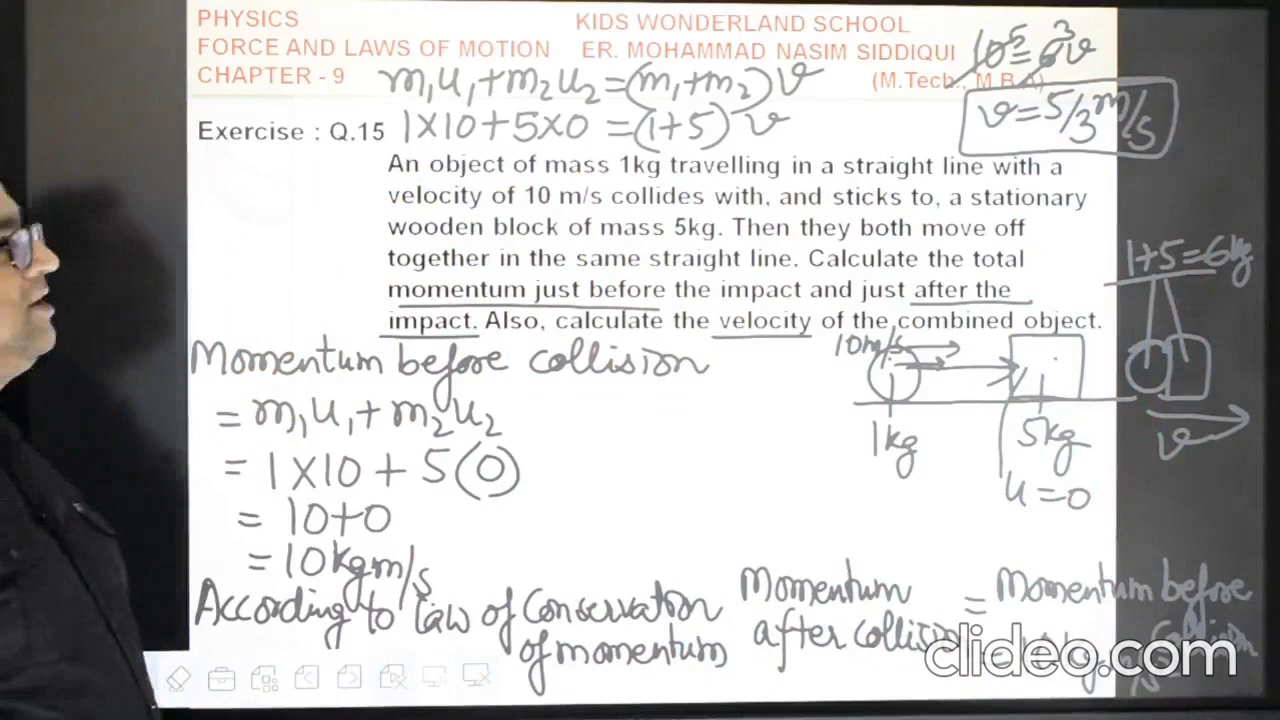 PHYSICS
KIDS WONDERLAND SCHOOL
FORCE AND LAWS OF MOTION
ER. MOHAMMAD NASIM SIDDIQUI
CHAPTER - 9
(M.Tech., M.B.A)
m₁u₁+m₂u₂=(m₁+m₂)v
10⁵=6³v
Exercise : Q.15
1×10+5×0=(1+5)v
v=5/3 m/s
An object of mass 1kg travelling in a straight line with a
velocity of 10 m/s collides with, and sticks to, a stationary
wooden block of mass 5kg. Then they both move off
together in the same straight line. Calculate the total
momentum just before the impact and just after the
impact. Also, calculate the velocity of the combined object.
1+5=6kg
10m/s
1kg
5kg
u=0
v
Momentum before collision
= m₁u₁+m₂u₂
= 1×10+5(0)
= 10+0
= 10kgm/s
According to law of Conservation
of momentum
Momentum
after collision
= Momentum before
Collision
clideo.com